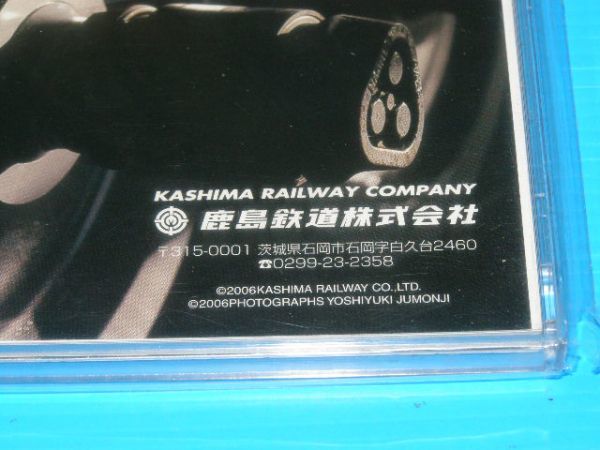 KASHIMA RAILWAY COMPANY
鹿島鉄道株式会社
〒315-0001 茨城県石岡市石岡字白久台2460
☎0299-23-2358
©2006KASHIMA RAILWAY CO.,LTD.
©2006PHOTOGRAPHS YOSHIYUKI JUMONJI